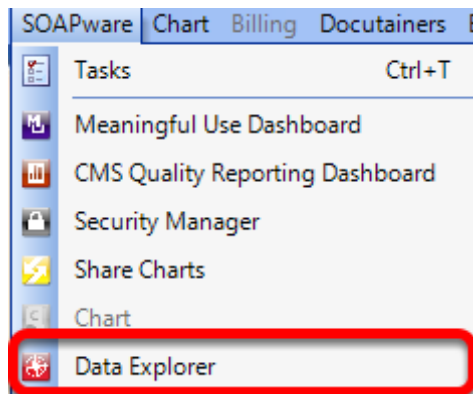 SOAPware Chart Billing Docutainers
Tasks Ctrl+T
Meaningful Use Dashboard
CMS Quality Reporting Dashboard
Security Manager
Share Charts
Chart
Data Explorer